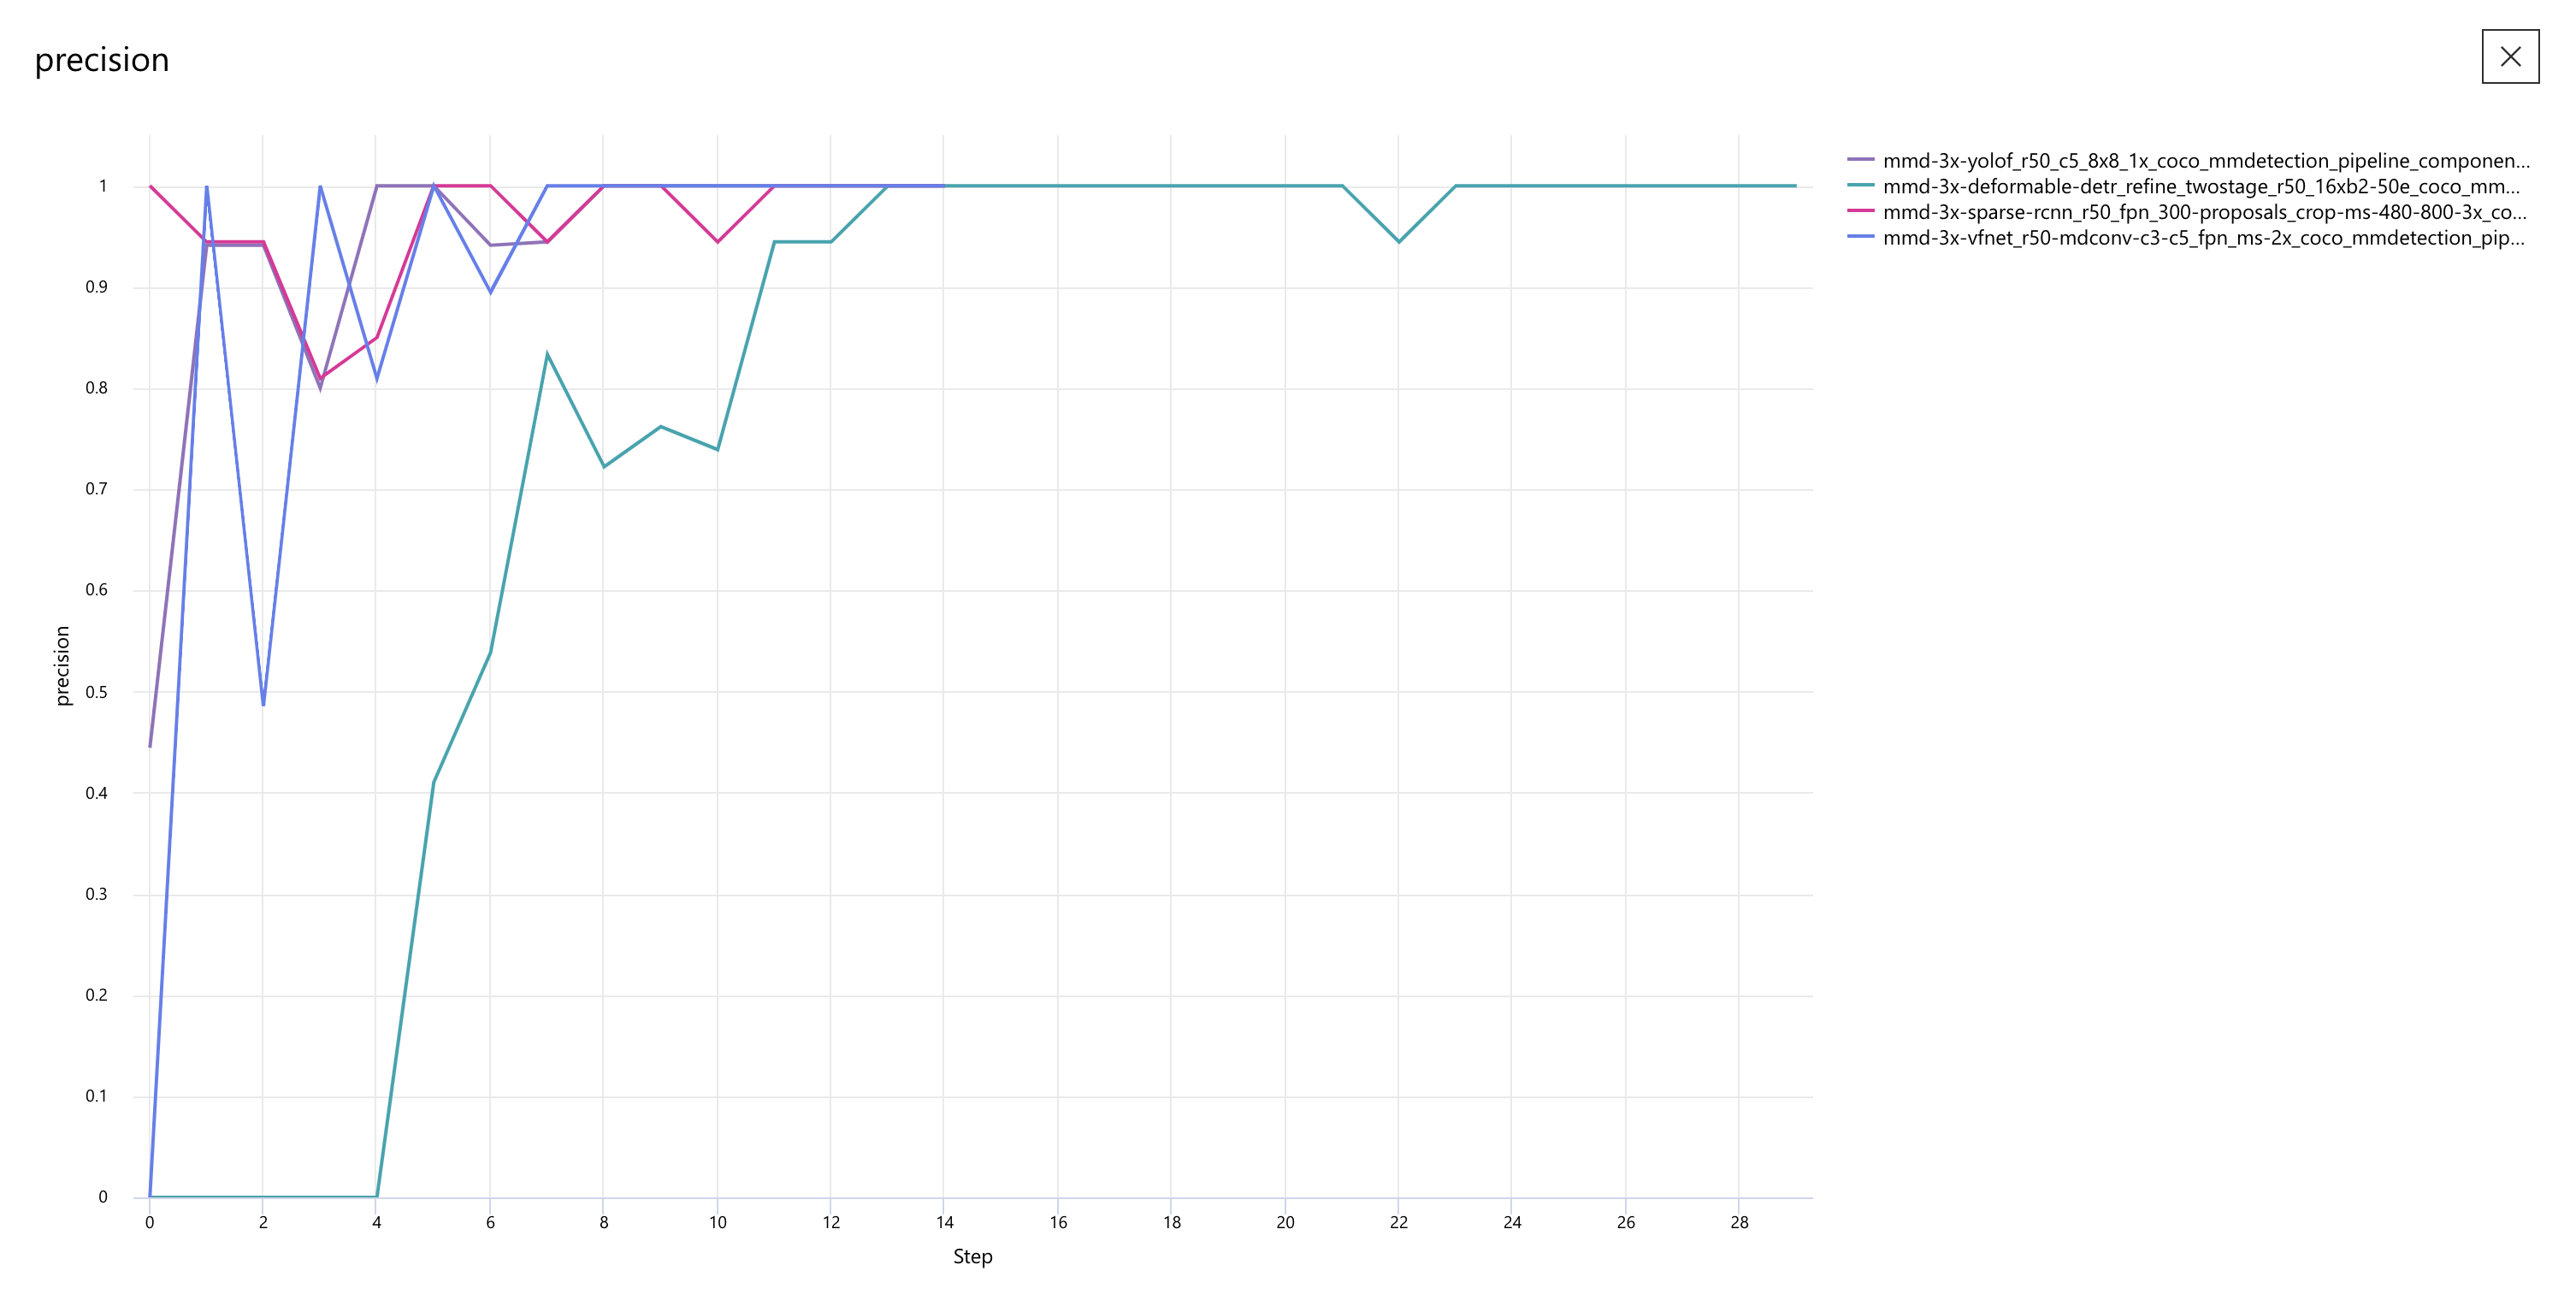 precision
mmd-3x-yolof_r50_c5_8x8_1x_coco_mmdetection_pipeline_componen...
mmd-3x-deformable-detr_refine_twostage_r50_16xb2-50e_coco_mm...
mmd-3x-sparse-rcnn_r50_fpn_300-proposals_crop-ms-480-800-3x_co...
mmd-3x-vfnet_r50-mdconv-c3-c5_fpn_ms-2x_coco_mmdetection_pip...
1
0.9
0.8
0.7
0.6
0.5
0.4
0.3
0.2
0.1
0
precision
0 2 4 6 8 10 12 14 16 18 20 22 24 26 28
Step